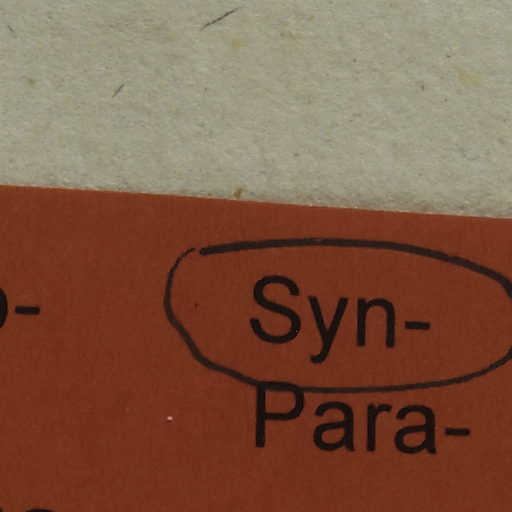 Syn-
Para-